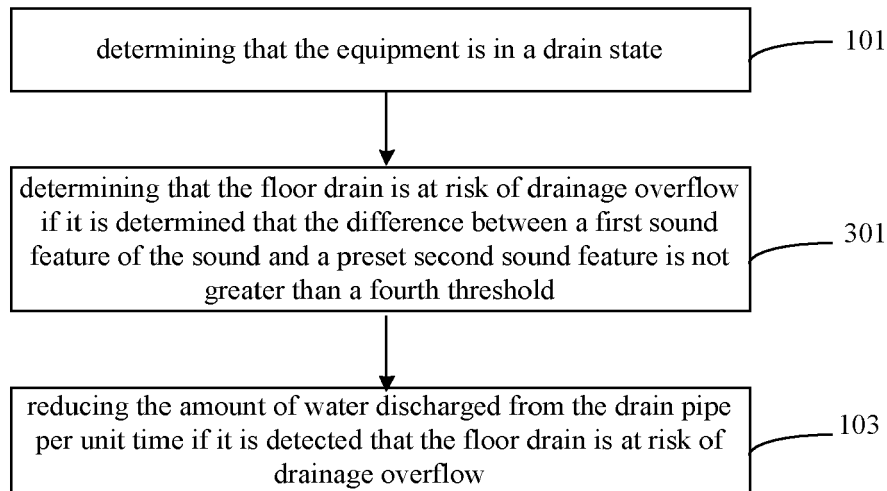 determining that the equipment is in a drain state
101
determining that the floor drain is at risk of drainage overflow
if it is determined that the difference between a first sound
feature of the sound and a preset second sound feature is not
greater than a fourth threshold
301
reducing the amount of water discharged from the drain pipe
per unit time if it is detected that the floor drain is at risk of
drainage overflow
103